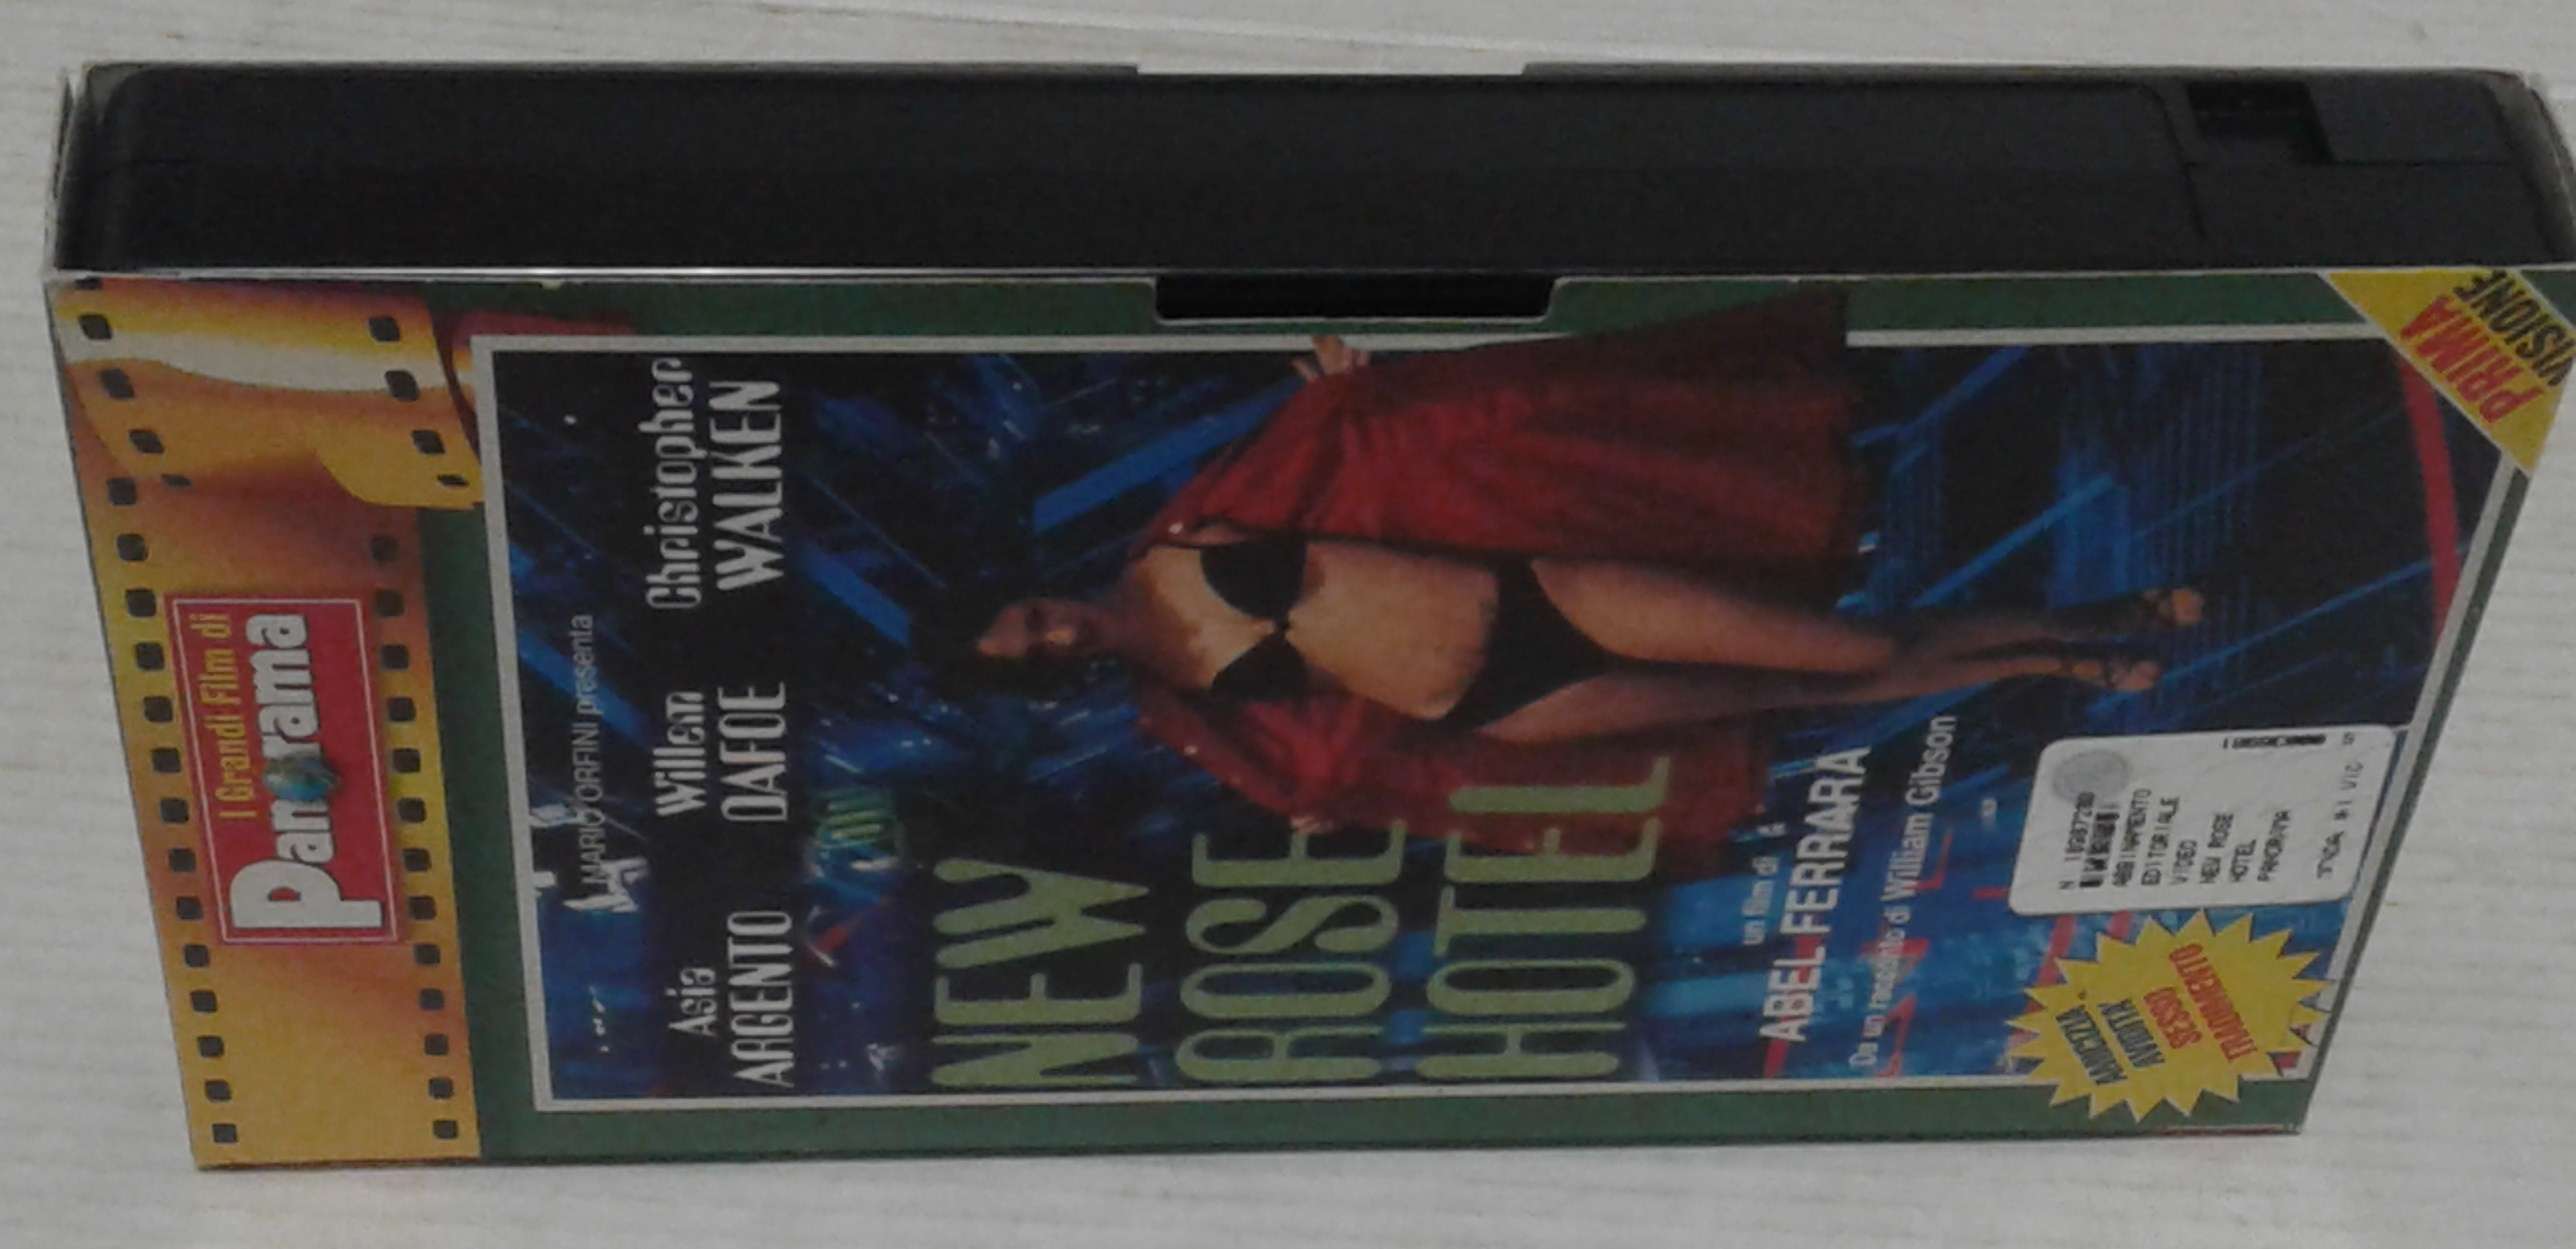 I Grandi Film di
Panorama
MARIO ORFINI presenta
Asia
ARGENTO
Willem
DAFOE
Christopher
WALKEN
NEW
ROSE
HOTEL
un film di
ABEL FERRARA
Da un racconto di William Gibson
ABBINAMENTO
EDITORIALE
VIDEO
NEW ROSE
HOTEL
PANORAMA
AMICIZIA
AVIDITA'
SESSO
TRADIMENTO
PRIMA
VISIONE